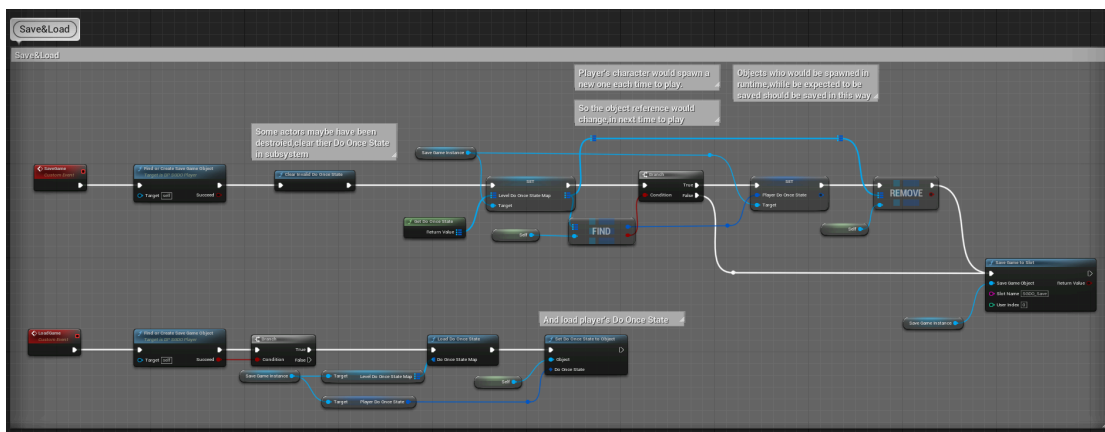 Save&Load
Save&Load
Player's character would spawn a
new one each time to play.
So the object reference would
change,in next time to play
Objects who would be spawned in
runtime,while be expected to be
saved should be saved in this way
Some actors maybe have been
destroied,clear ther Do Once State
in subsystem
SaveGame
Custom Event
Find or Create Save Game Object
Target
self
Succeed
Clear Invalid Do Once State
Save Game Instance
SET
Level Do Once State Map
Target
Get Do Once State
Return Value
Self
FIND
Branch
True
Condition
False
SET
Player Do Once State
Target
REMOVE
Self
Save Game to Slot
Save Game Object
Return Value
Slot Name
User Index
0
Save Game Instance
And load player's Do Once State
LoadGame
Custom Event
Find or Create Save Game Object
Target
self
Succeed
Branch
True
Condition
False
Save Game Instance
Target
Level Do Once State Map
Target
Player Do Once State
Load Do Once State
Do Once State Map
Self
Set Do Once State to Object
Object
Do Once State